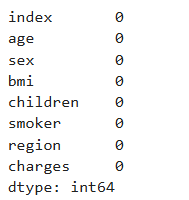 index 0
age 0
sex 0
bmi 0
children 0
smoker 0
region 0
charges 0
dtype: int64